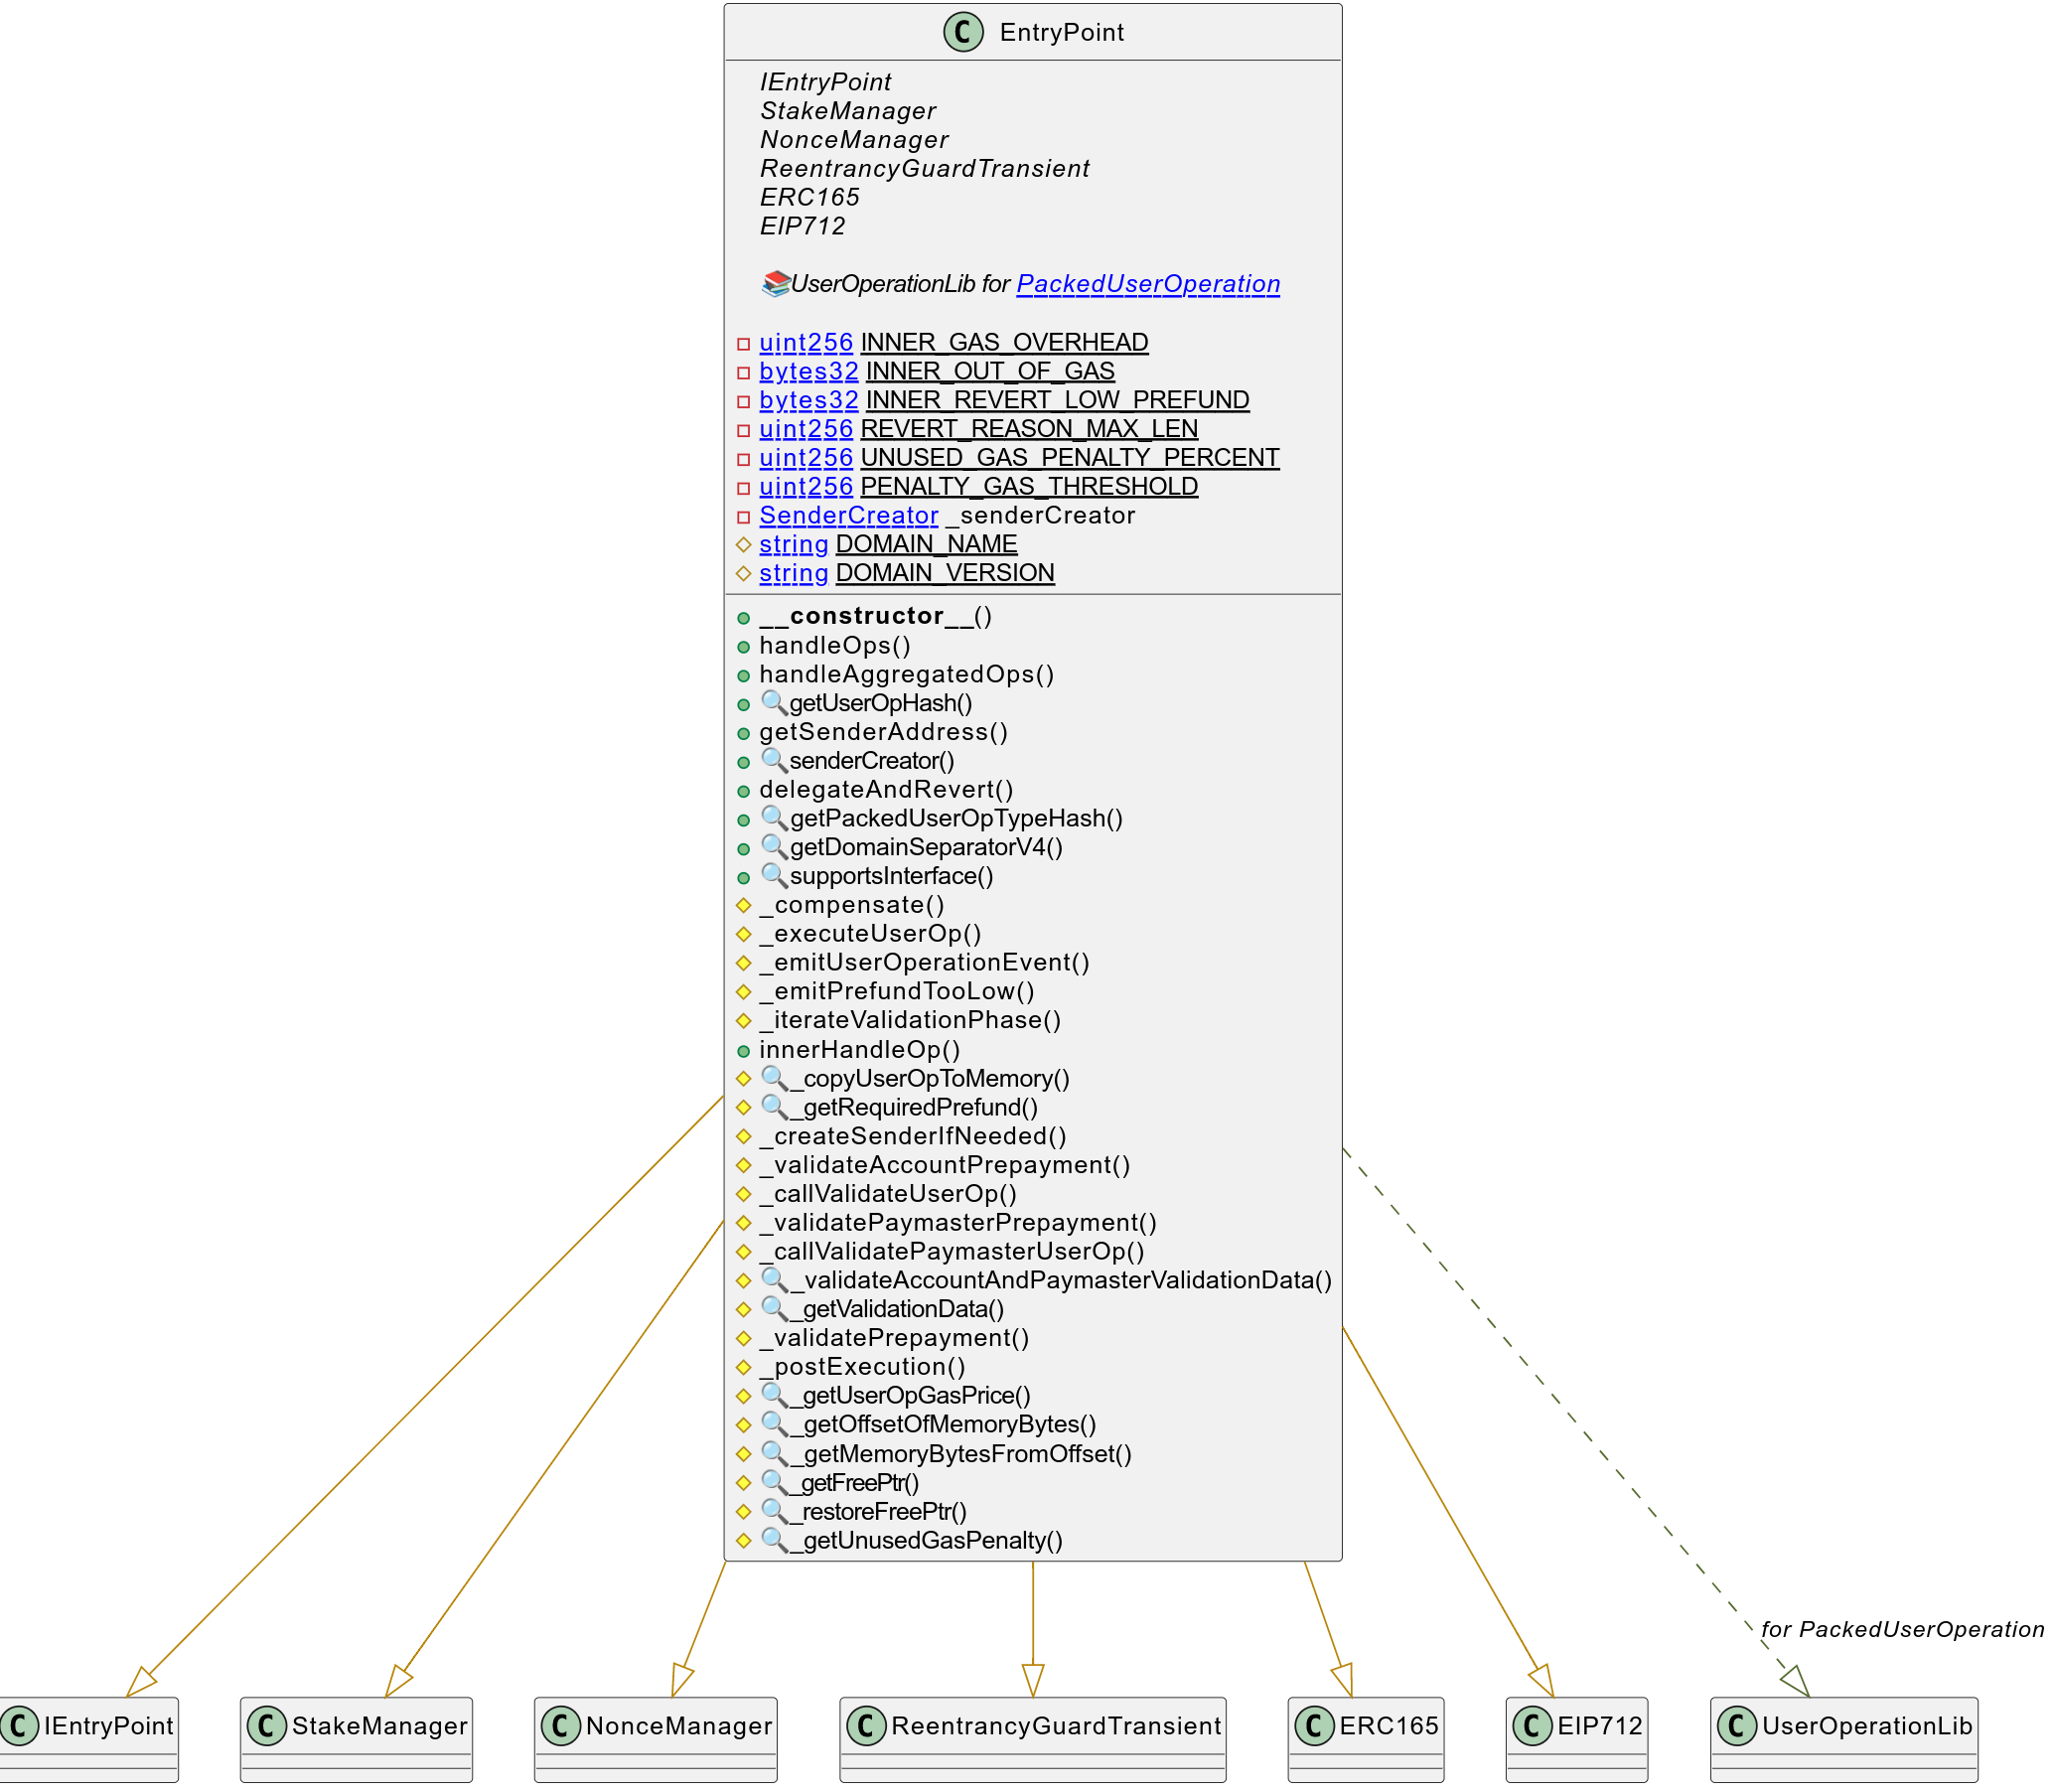 C EntryPoint
IEntryPoint
StakeManager
NonceManager
ReentrancyGuardTransient
ERC165
EIP712
📚UserOperationLib for PackedUserOperation
uint256 INNER_GAS_OVERHEAD
bytes32 INNER_OUT_OF_GAS
bytes32 INNER_REVERT_LOW_PREFUND
uint256 REVERT_REASON_MAX_LEN
uint256 UNUSED_GAS_PENALTY_PERCENT
uint256 PENALTY_GAS_THRESHOLD
SenderCreator _senderCreator
string DOMAIN_NAME
string DOMAIN_VERSION
__constructor__()
handleOps()
handleAggregatedOps()
🔍getUserOpHash()
getSenderAddress()
🔍senderCreator()
delegateAndRevert()
🔍getPackedUserOpTypeHash()
🔍getDomainSeparatorV4()
🔍supportsInterface()
_compensate()
_executeUserOp()
_emitUserOperationEvent()
_emitPrefundTooLow()
_iterateValidationPhase()
innerHandleOp()
🔍_copyUserOpToMemory()
🔍_getRequiredPrefund()
_createSenderIfNeeded()
_validateAccountPrepayment()
_callValidateUserOp()
_validatePaymasterPrepayment()
_callValidatePaymasterUserOp()
🔍_validateAccountAndPaymasterValidationData()
🔍_getValidationData()
_validatePrepayment()
_postExecution()
🔍_getUserOpGasPrice()
🔍_getOffsetOfMemoryBytes()
🔍_getMemoryBytesFromOffset()
🔍_getFreePtr()
🔍_restoreFreePtr()
🔍_getUnusedGasPenalty()
for PackedUserOperation
C IEntryPoint
C StakeManager
C NonceManager
C ReentrancyGuardTransient
C ERC165
C EIP712
C UserOperationLib